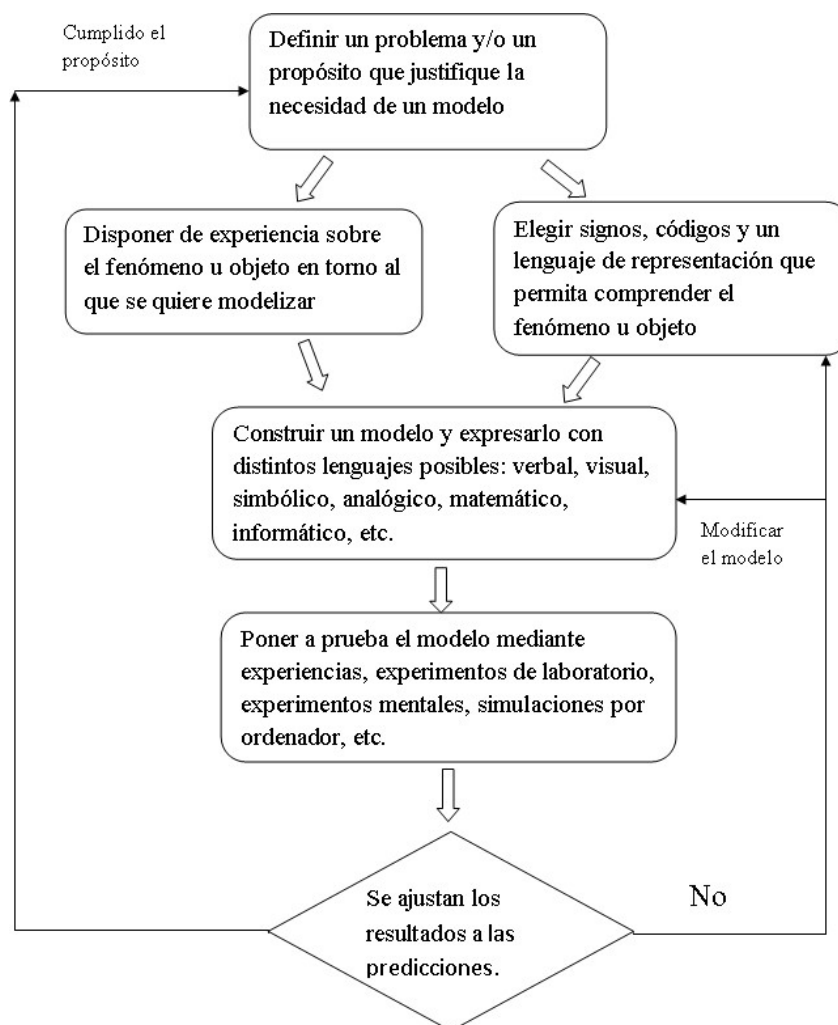 Cumplido el
propósito
Definir un problema y/o un
propósito que justifique la
necesidad de un modelo
Disponer de experiencia sobre
el fenómeno u objeto en torno al
que se quiere modelizar
Elegir signos, códigos y un
lenguaje de representación que
permita comprender el
fenómeno u objeto
Construir un modelo y expresarlo con
distintos lenguajes posibles: verbal, visual,
simbólico, analógico, matemático,
informático, etc.
Modificar
el modelo
Poner a prueba el modelo mediante
experiencias, experimentos de laboratorio,
experimentos mentales, simulaciones por
ordenador, etc.
Se ajustan los
resultados a las
predicciones.
No